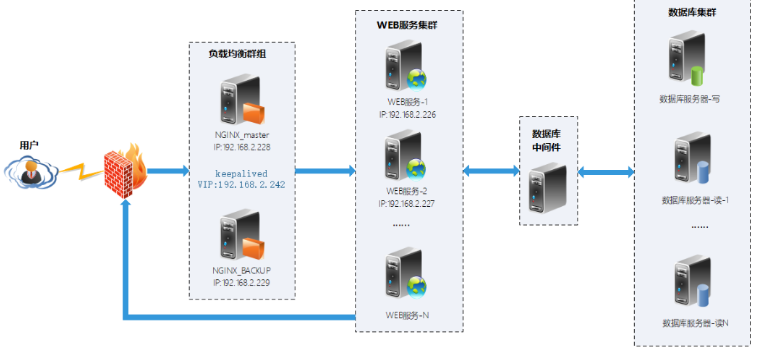 用户
负载均衡群组
NGINX_master
IP:192.168.2.228
keepalived
VIP:192.168.2.242
NGINX_BACKUP
IP:192.168.2.229
WEB服务集群
WEB服务-1
IP:192.168.2.226
WEB服务-2
IP:192.168.2.227
......
WEB服务-N
数据库
中间件
数据库集群
数据库服务器-写
数据库服务器-读-1
......
数据库服务器-读N